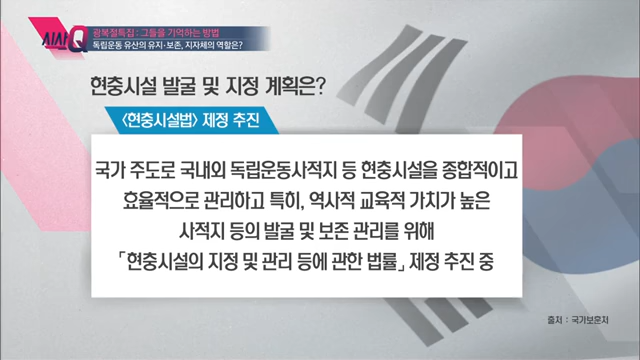 시사Q
광복절특집 : 그들을 기억하는 방법
독립운동 유산의 유지·보존, 지자체의 역할은?
현충시설 발굴 및 지정 계획은?
〈현충시설법〉 제정 추진
국가 주도로 국내외 독립운동사적지 등 현충시설을 종합적이고
효율적으로 관리하고 특히, 역사적 교육적 가치가 높은
사적지 등의 발굴 및 보존 관리를 위해
「현충시설의 지정 및 관리 등에 관한 법률」 제정 추진 중
출처 : 국가보훈처